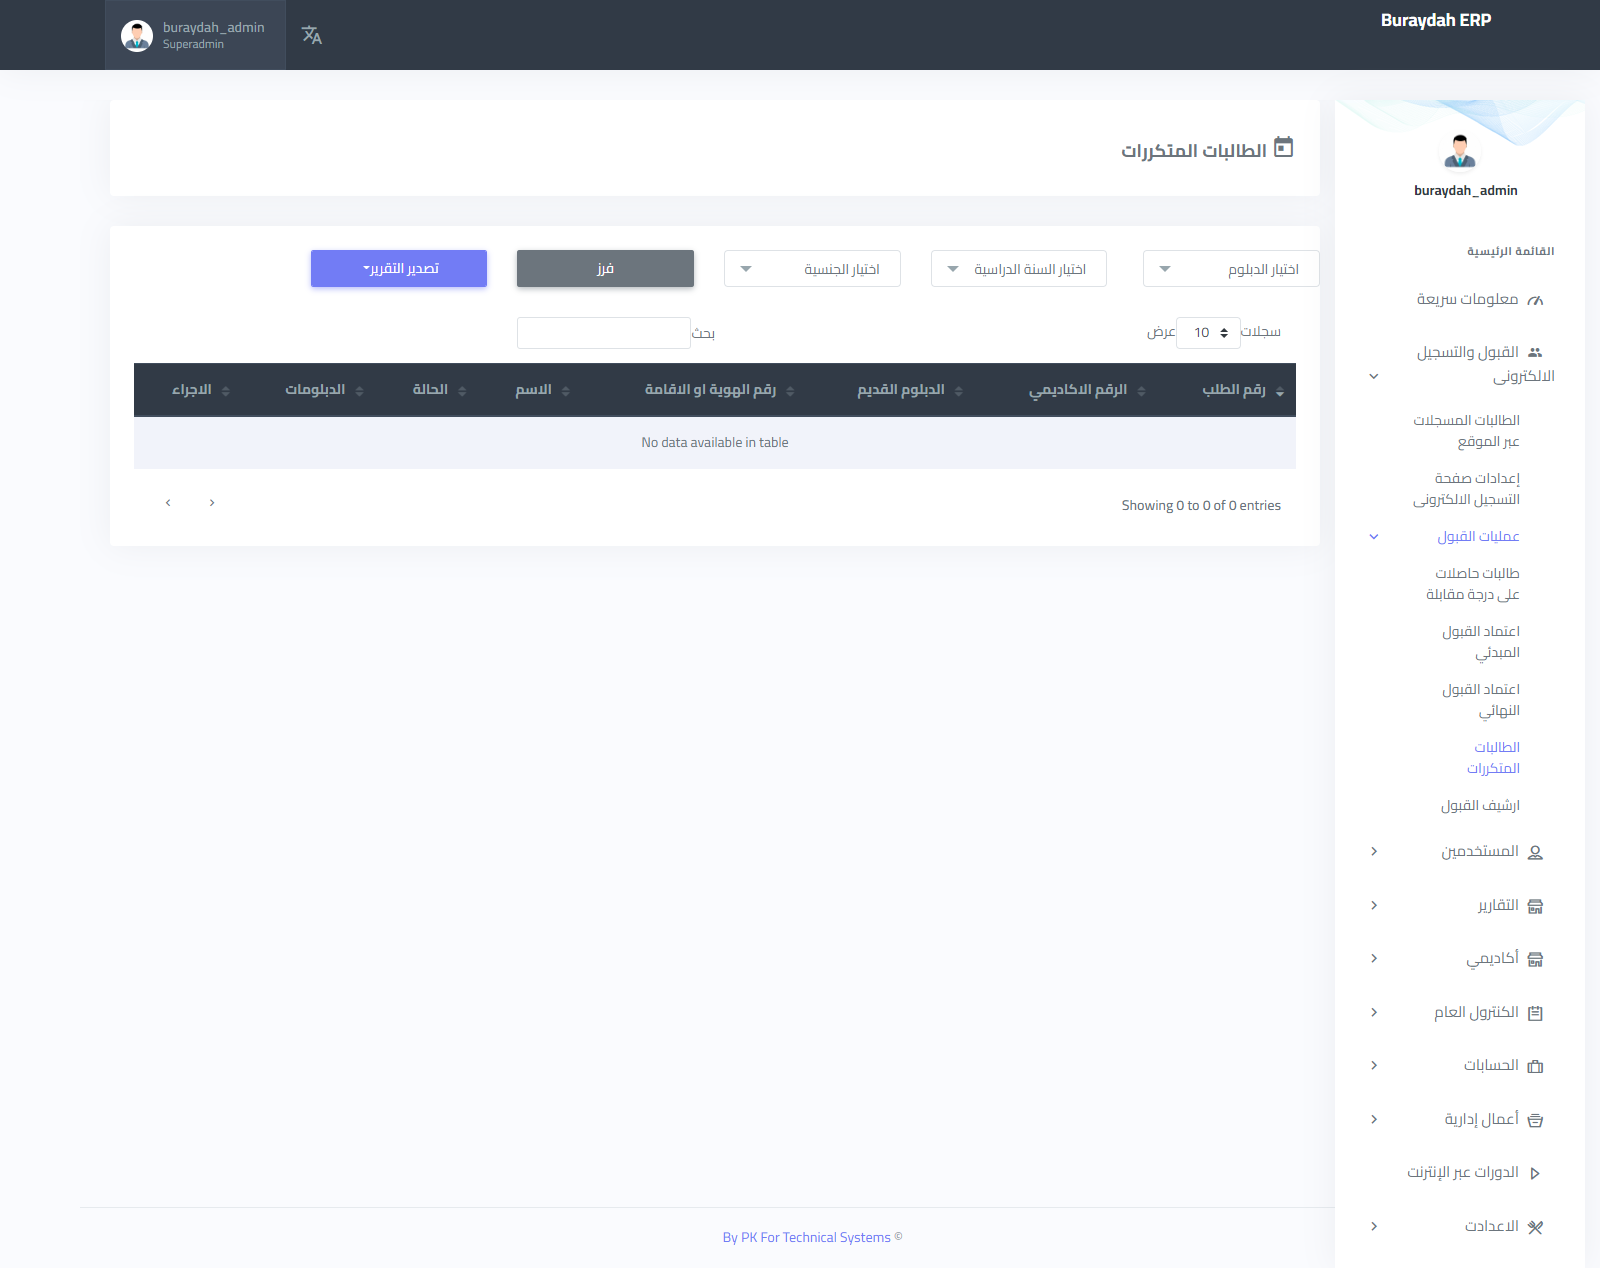 Buraydah ERP
buraydah_admin
Superadmin
buraydah_admin
القائمة الرئيسية
معلومات سريعة
القبول والتسجيل
الالكترونى
الطالبات المسجلات
عبر الموقع
إعدادات صفحة
التسجيل الالكترونى
عمليات القبول
طالبات حاصلات
على درجة مقابلة
اعتماد القبول
المبدئي
اعتماد القبول
النهائي
الطالبات
المتكررات
ارشيف القبول
المستخدمين
التقارير
أكاديمي
الكنترول العام
الحسابات
أعمال إدارية
الدورات عبر الإنترنت
الاعدادت
الطالبات المتكررات
اختيار الدبلوم
اختيار السنة الدراسية
اختيار الجنسية
فرز
تصدير التقرير
سجلات 10 عرض
بحث
رقم الطلب
الرقم الاكاديمي
الدبلوم القديم
رقم الهوية او الاقامة
الاسم
الحالة
الدبلومات
الاجراء
No data available in table
Showing 0 to 0 of 0 entries
By PK For Technical Systems ©